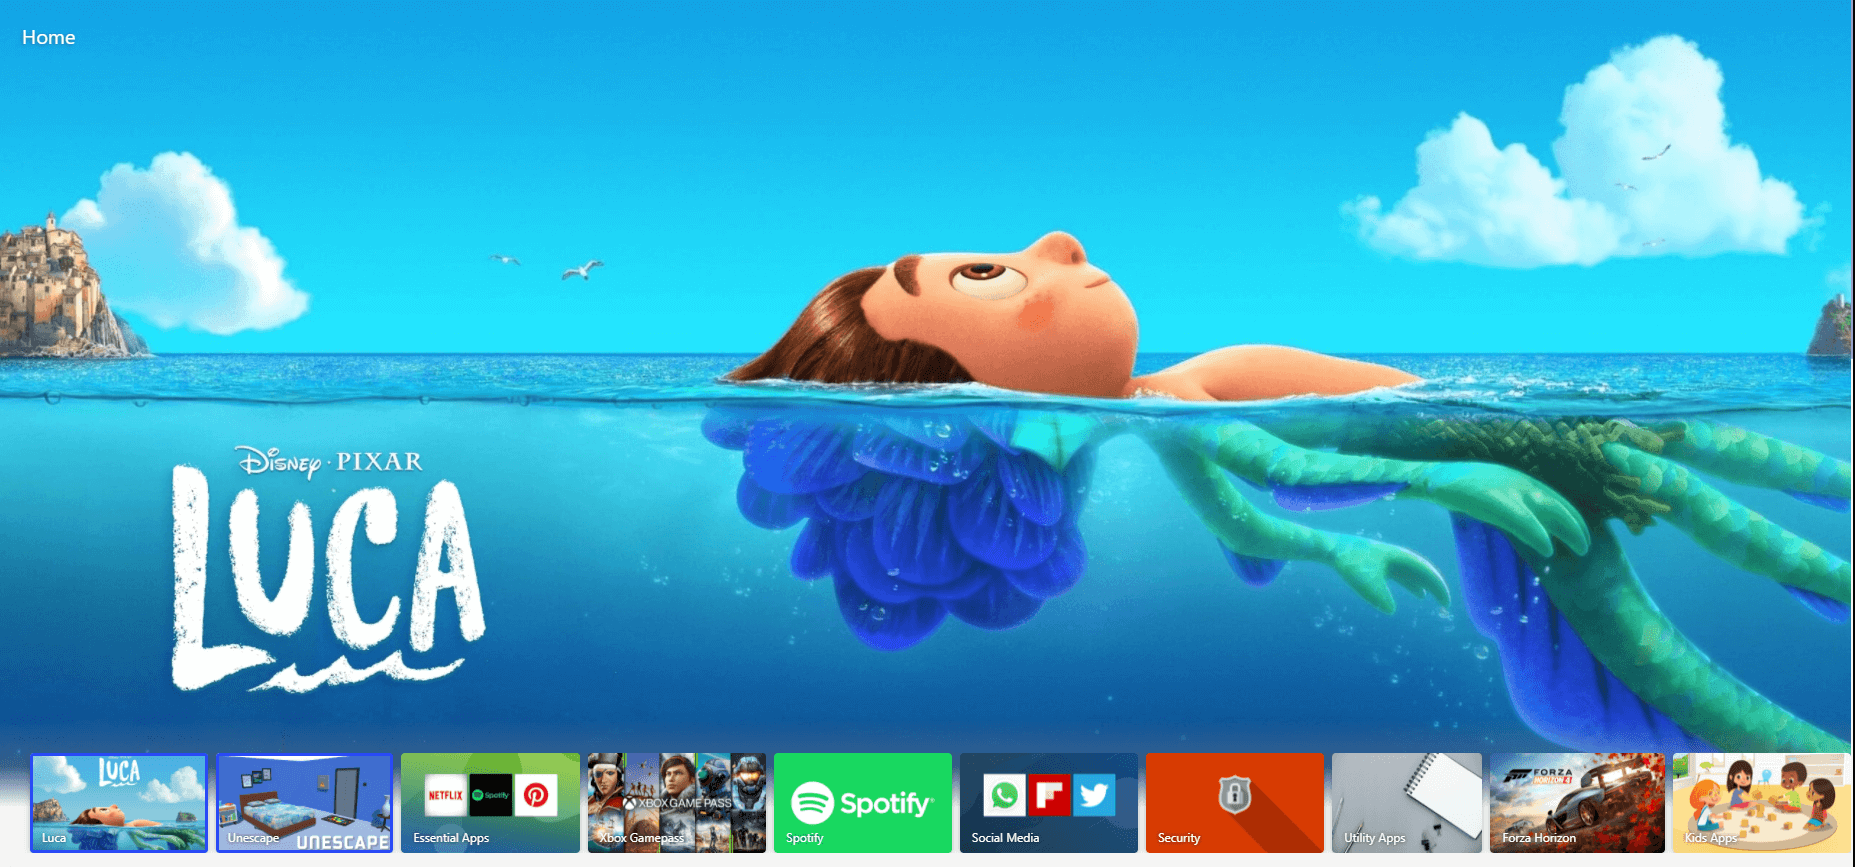 Home
Disney · PIXAR
LUCA
LUCA
Luca
Unescape
UNESCAPE
NETFLIX
Spotify
Essential Apps
XBOX GAME PASS
Xbox Gamepass
Spotify
Spotify
Social Media
Security
Utility Apps
FORZA
HORIZON 4
Forza Horizon
Kids Apps